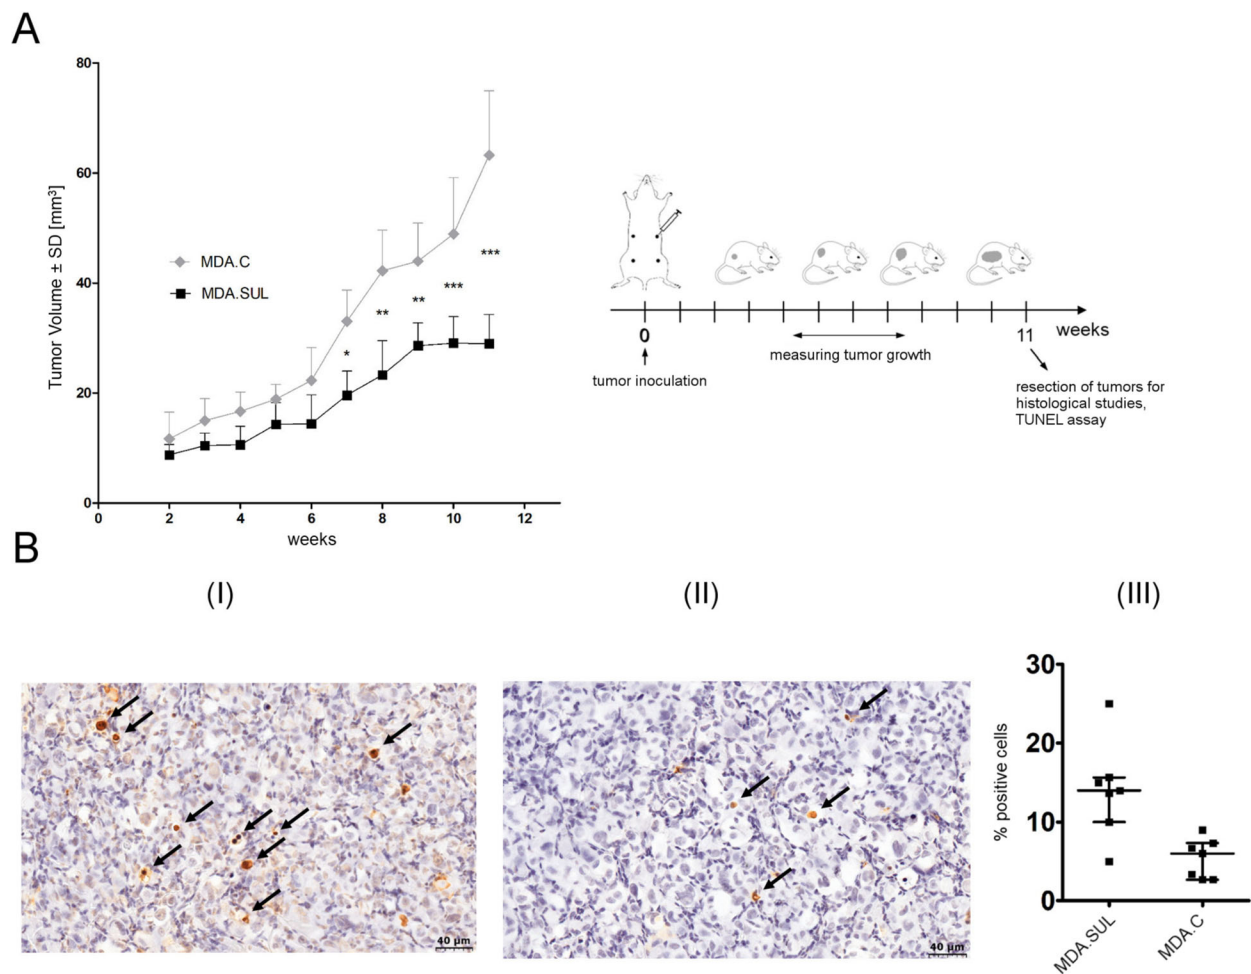 A
80
60
40
20
0
Tumor Volume ± SD [mm³]
MDA.C
MDA.SUL
*
**
**
***
***
0
2
4
6
8
10
12
weeks
0
11
weeks
tumor inoculation
measuring tumor growth
resection of tumors for
histological studies,
TUNEL assay
B
(I)
(II)
(III)
40 µm
40 µm
30
20
10
0
% positive cells
MDA.SUL
MDA.C